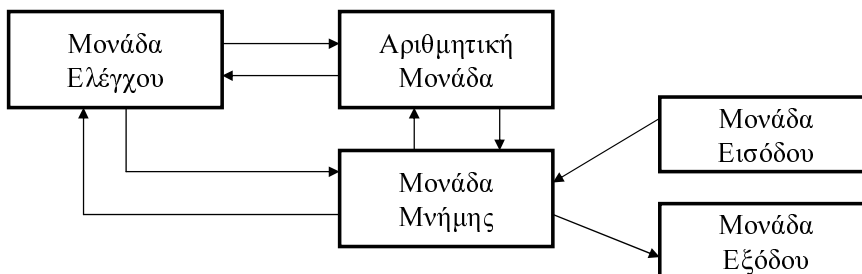 Μονάδα
Ελέγχου
Αριθμητική
Μονάδα
Μονάδα
Εισόδου
Μονάδα
Μνήμης
Μονάδα
Εξόδου